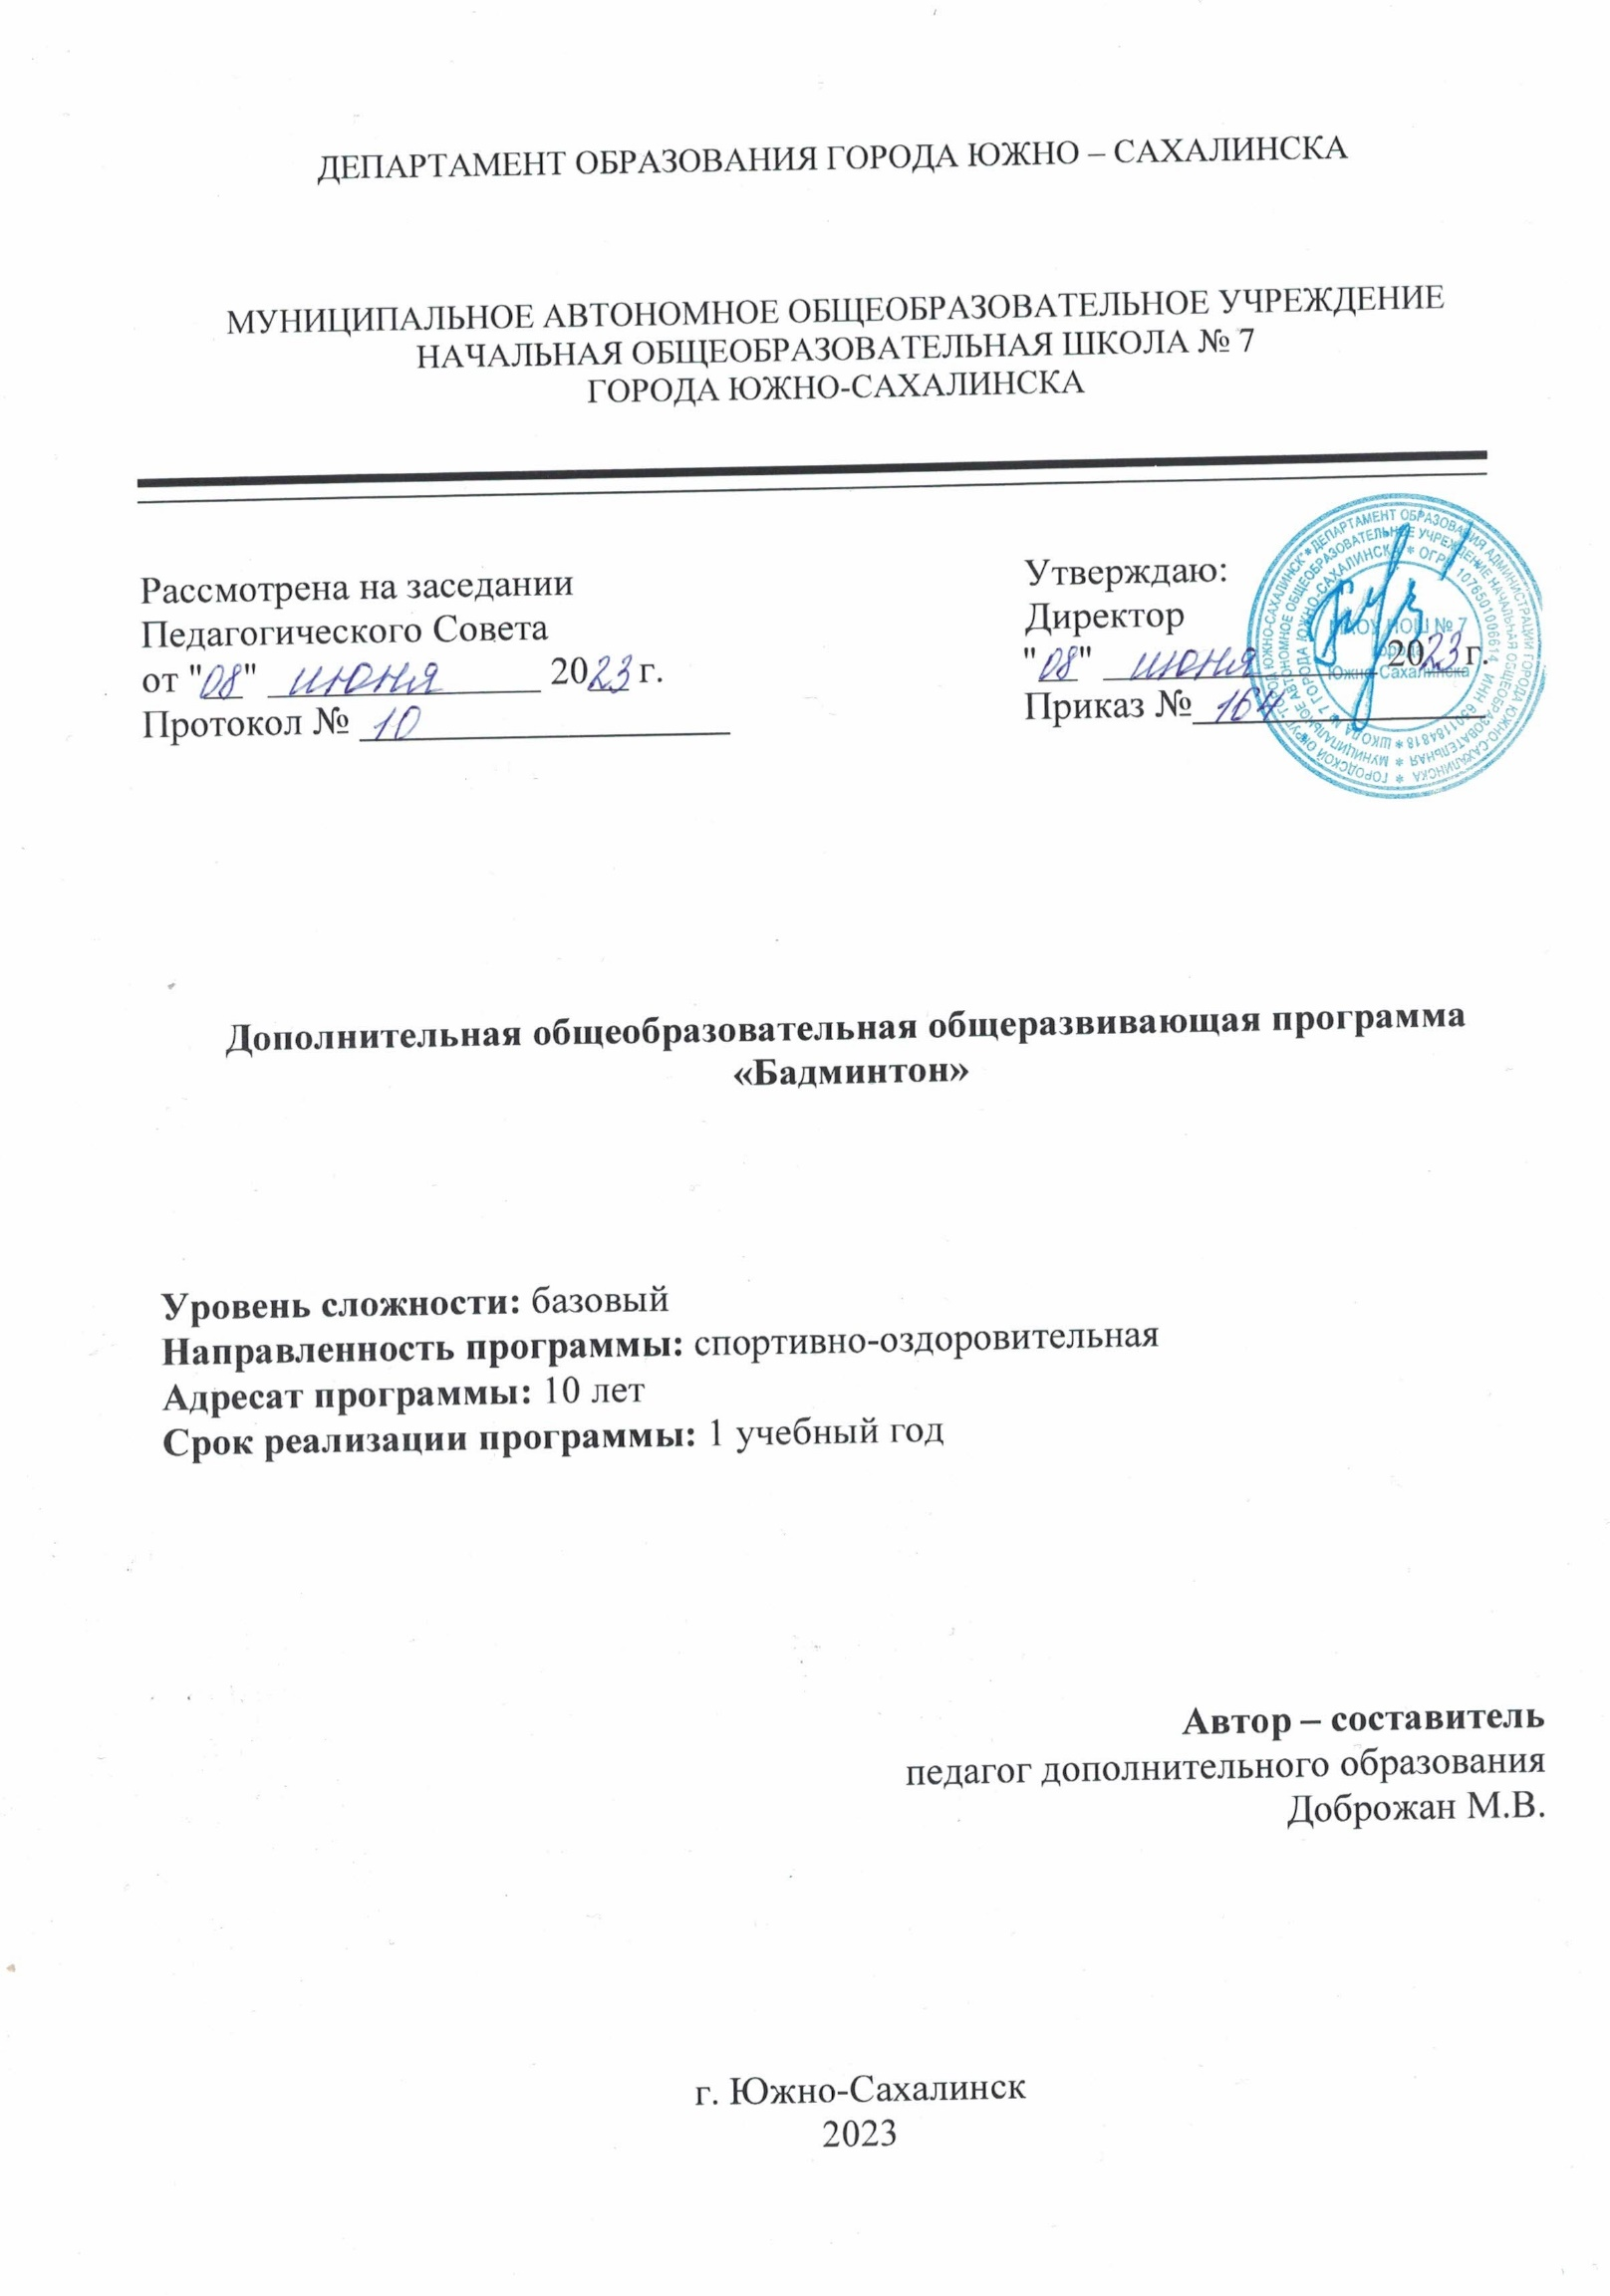 ДЕПАРТАМЕНТ ОБРАЗОВАНИЯ ГОРОДА ЮЖНО – САХАЛИНСКА
МУНИЦИПАЛЬНОЕ АВТОНОМНОЕ ОБЩЕОБРАЗОВАТЕЛЬНОЕ УЧРЕЖДЕНИЕ
НАЧАЛЬНАЯ ОБЩЕОБРАЗОВАТЕЛЬНАЯ ШКОЛА № 7
ГОРОДА ЮЖНО-САХАЛИНСКА
Рассмотрена на заседании
Педагогического Совета
от "08" июня 2023 г.
Протокол № 10
Утверждаю:
Директор
"08" июня 2023 г.
Приказ № 164
Дополнительная общеобразовательная общеразвивающая программа
«Бадминтон»
Уровень сложности: базовый
Направленность программы: спортивно-оздоровительная
Адресат программы: 10 лет
Срок реализации программы: 1 учебный год
Автор – составитель
педагог дополнительного образования
Доброжан М.В.
г. Южно-Сахалинск
2023